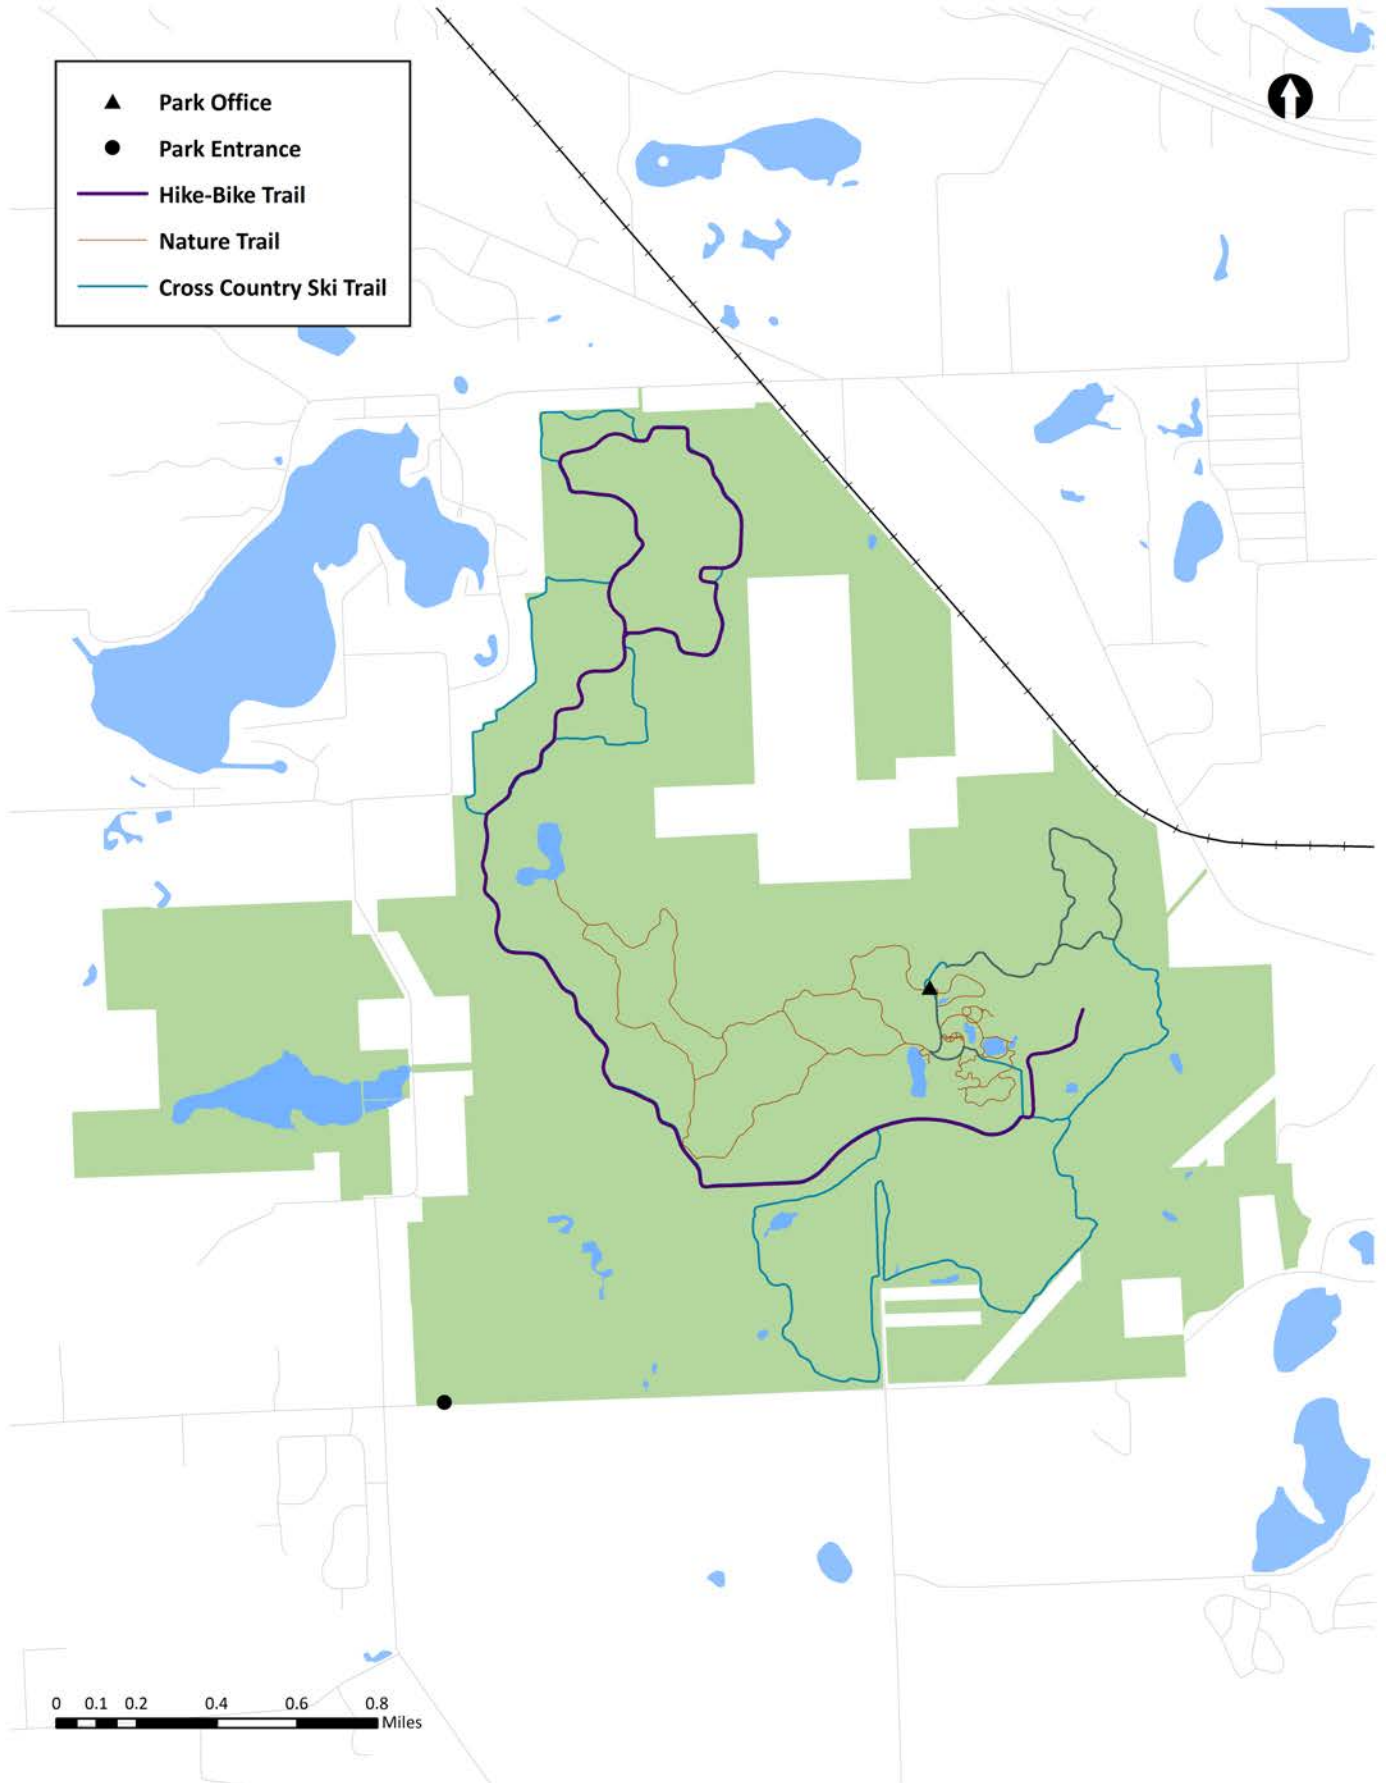 Park Office
Park Entrance
Hike-Bike Trail
Nature Trail
Cross Country Ski Trail
0 0.1 0.2 0.4 0.6 0.8
Miles